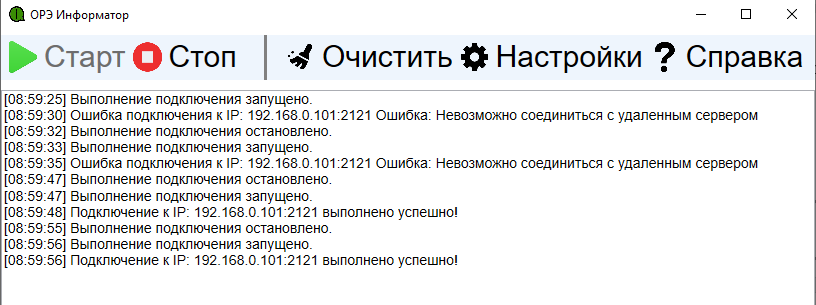 ОРЭ Информатор
Старт Стоп Очистить Настройки Справка
[08:59:25] Выполнение подключения запущено.
[08:59:30] Ошибка подключения к IP: 192.168.0.101:2121 Ошибка: Невозможно соединиться с удаленным сервером
[08:59:32] Выполнение подключения остановлено.
[08:59:33] Выполнение подключения запущено.
[08:59:35] Ошибка подключения к IP: 192.168.0.101:2121 Ошибка: Невозможно соединиться с удаленным сервером
[08:59:47] Выполнение подключения остановлено.
[08:59:47] Выполнение подключения запущено.
[08:59:48] Подключение к IP: 192.168.0.101:2121 выполнено успешно!
[08:59:55] Выполнение подключения остановлено.
[08:59:56] Выполнение подключения запущено.
[08:59:56] Подключение к IP: 192.168.0.101:2121 выполнено успешно!